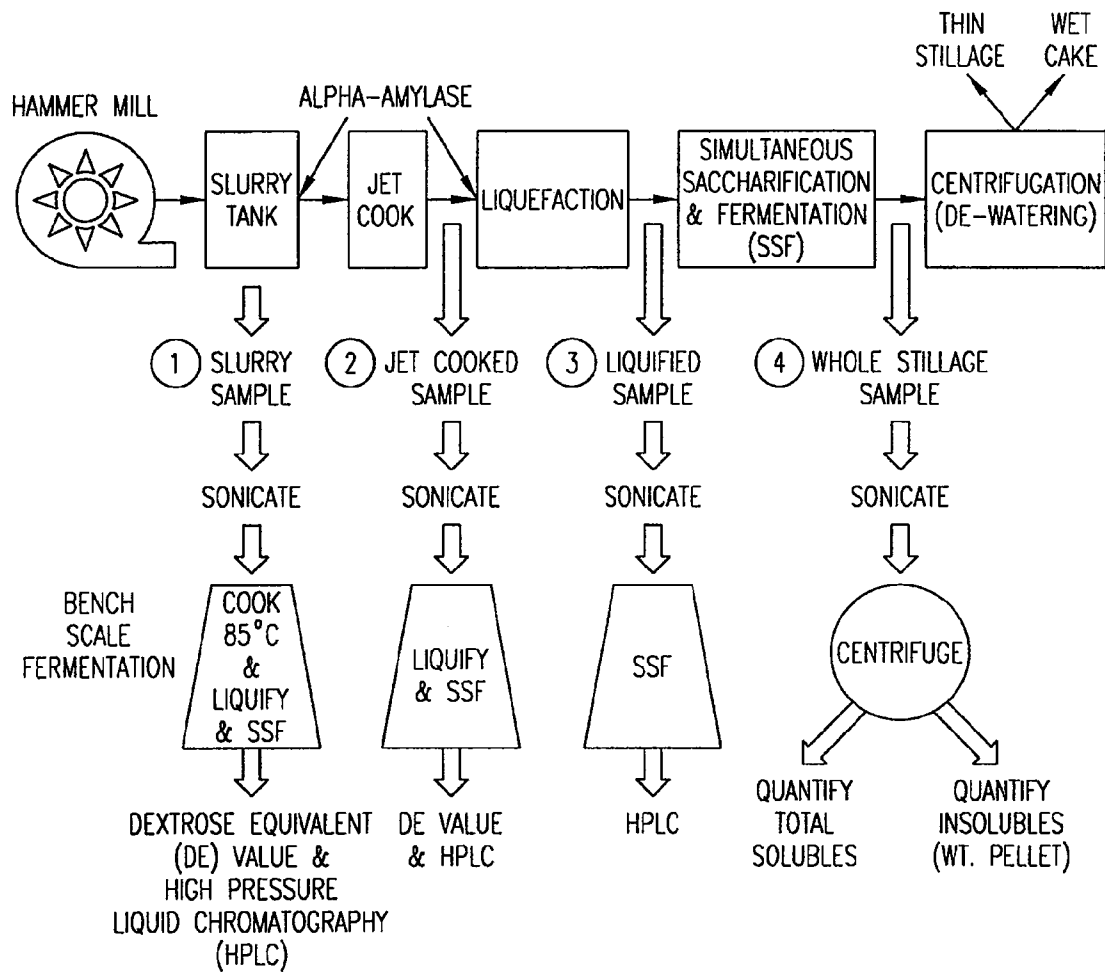 THIN
STILLAGE
WET
CAKE
HAMMER MILL
ALPHA-AMYLASE
SLURRY
TANK
JET
COOK
LIQUEFACTION
SIMULTANEOUS
SACCHARIFICATION
& FERMENTATION
(SSF)
CENTRIFUGATION
(DE-WATERING)
1 SLURRY
SAMPLE
2 JET COOKED
SAMPLE
3 LIQUIFIED
SAMPLE
4 WHOLE STILLAGE
SAMPLE
SONICATE
SONICATE
SONICATE
SONICATE
BENCH
SCALE
FERMENTATION
COOK
85°C
&
LIQUIFY
& SSF
LIQUIFY
& SSF
SSF
CENTRIFUGE
DEXTROSE EQUIVALENT
(DE) VALUE &
HIGH PRESSURE
LIQUID CHROMATOGRAPHY
(HPLC)
DE VALUE
& HPLC
HPLC
QUANTIFY
TOTAL
SOLUBLES
QUANTIFY
INSOLUBLES
(WT. PELLET)